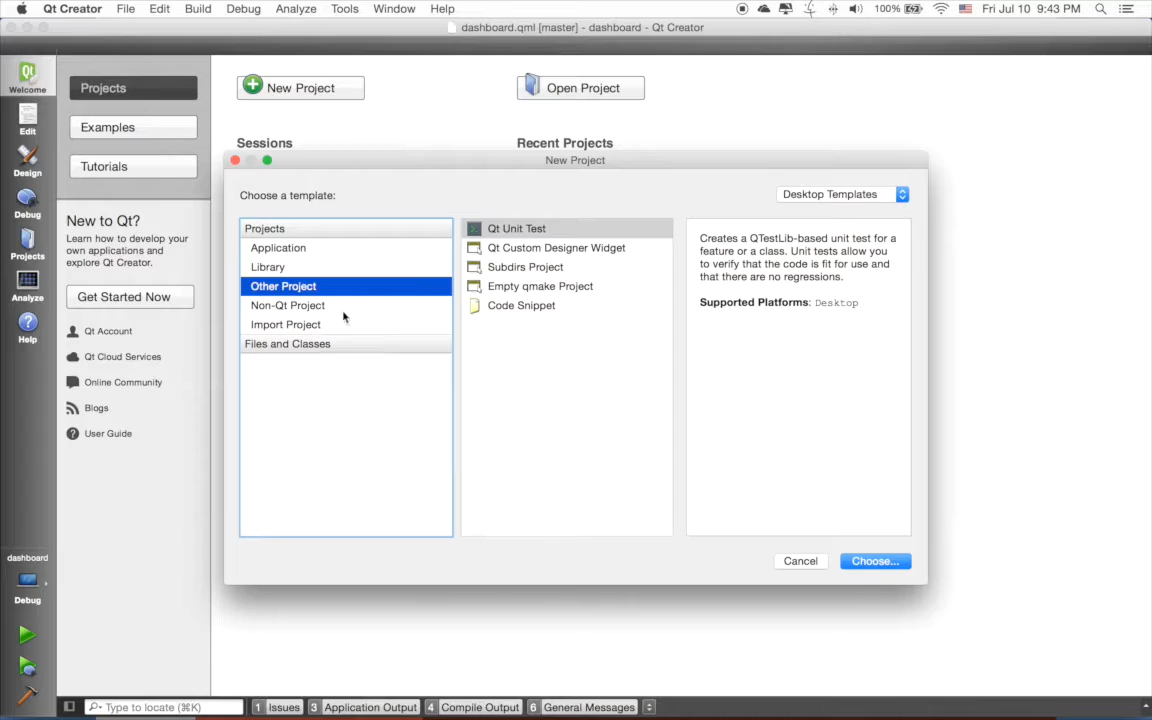 Qt Creator File Edit Build Debug Analyze Tools Window Help 100% Fri Jul 10 9:43 PM
dashboard.qml [master] - dashboard - Qt Creator
Qt
Welcome
Edit
Design
Debug
Projects
Analyze
Help
dashboard
Debug
Projects
Examples
Tutorials
New to Qt?
Learn how to develop your
own applications and
explore Qt Creator.
Get Started Now
Qt Account
Qt Cloud Services
Online Community
Blogs
User Guide
New Project
Open Project
Sessions
Recent Projects
New Project
Choose a template:
Desktop Templates
Projects
Application
Library
Other Project
Non-Qt Project
Import Project
Files and Classes
Qt Unit Test
Qt Custom Designer Widget
Subdirs Project
Empty qmake Project
Code Snippet
Creates a QTestLib-based unit test for a
feature or a class. Unit tests allow you
to verify that the code is fit for use and
that there are no regressions.
Supported Platforms: Desktop
Cancel
Choose...
Type to locate (⌘K)
1 Issues
3 Application Output
4 Compile Output
6 General Messages